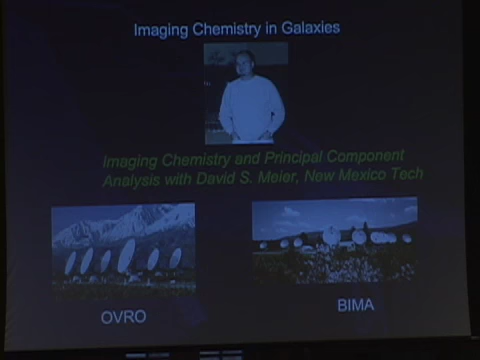 Imaging Chemistry in Galaxies
Imaging Chemistry and Principal Component
Analysis with David S. Meier, New Mexico Tech
OVRO
BIMA